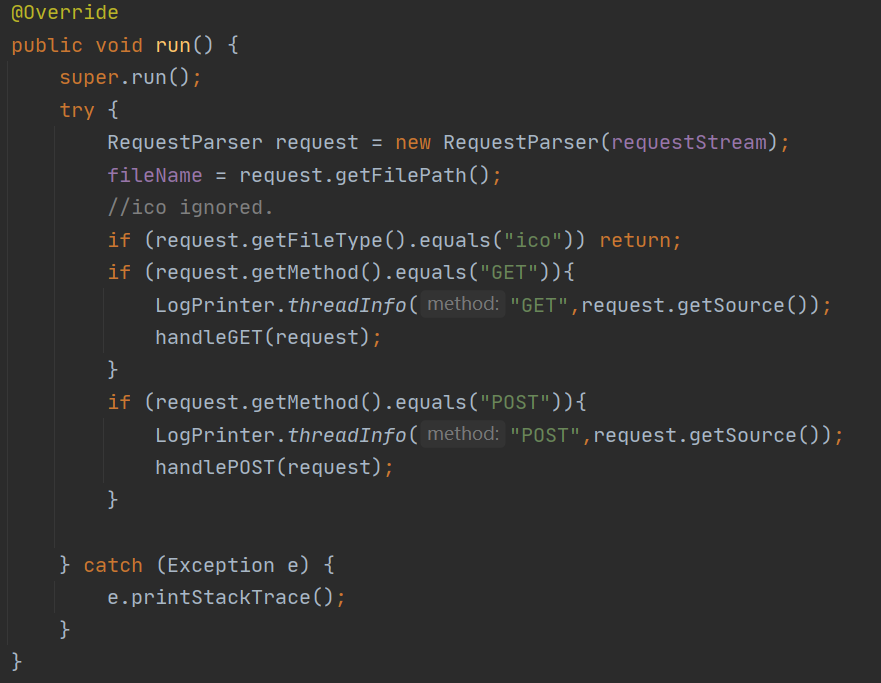 @Override
public void run() {
super.run();
try {
RequestParser request = new RequestParser(requestStream);
fileName = request.getFilePath();
//ico ignored.
if (request.getFileType().equals("ico")) return;
if (request.getMethod().equals("GET")){
LogPrinter.threadInfo( method: "GET",request.getSource());
handleGET(request);
}
if (request.getMethod().equals("POST")){
LogPrinter.threadInfo( method: "POST",request.getSource());
handlePOST(request);
}
} catch (Exception e) {
e.printStackTrace();
}
}